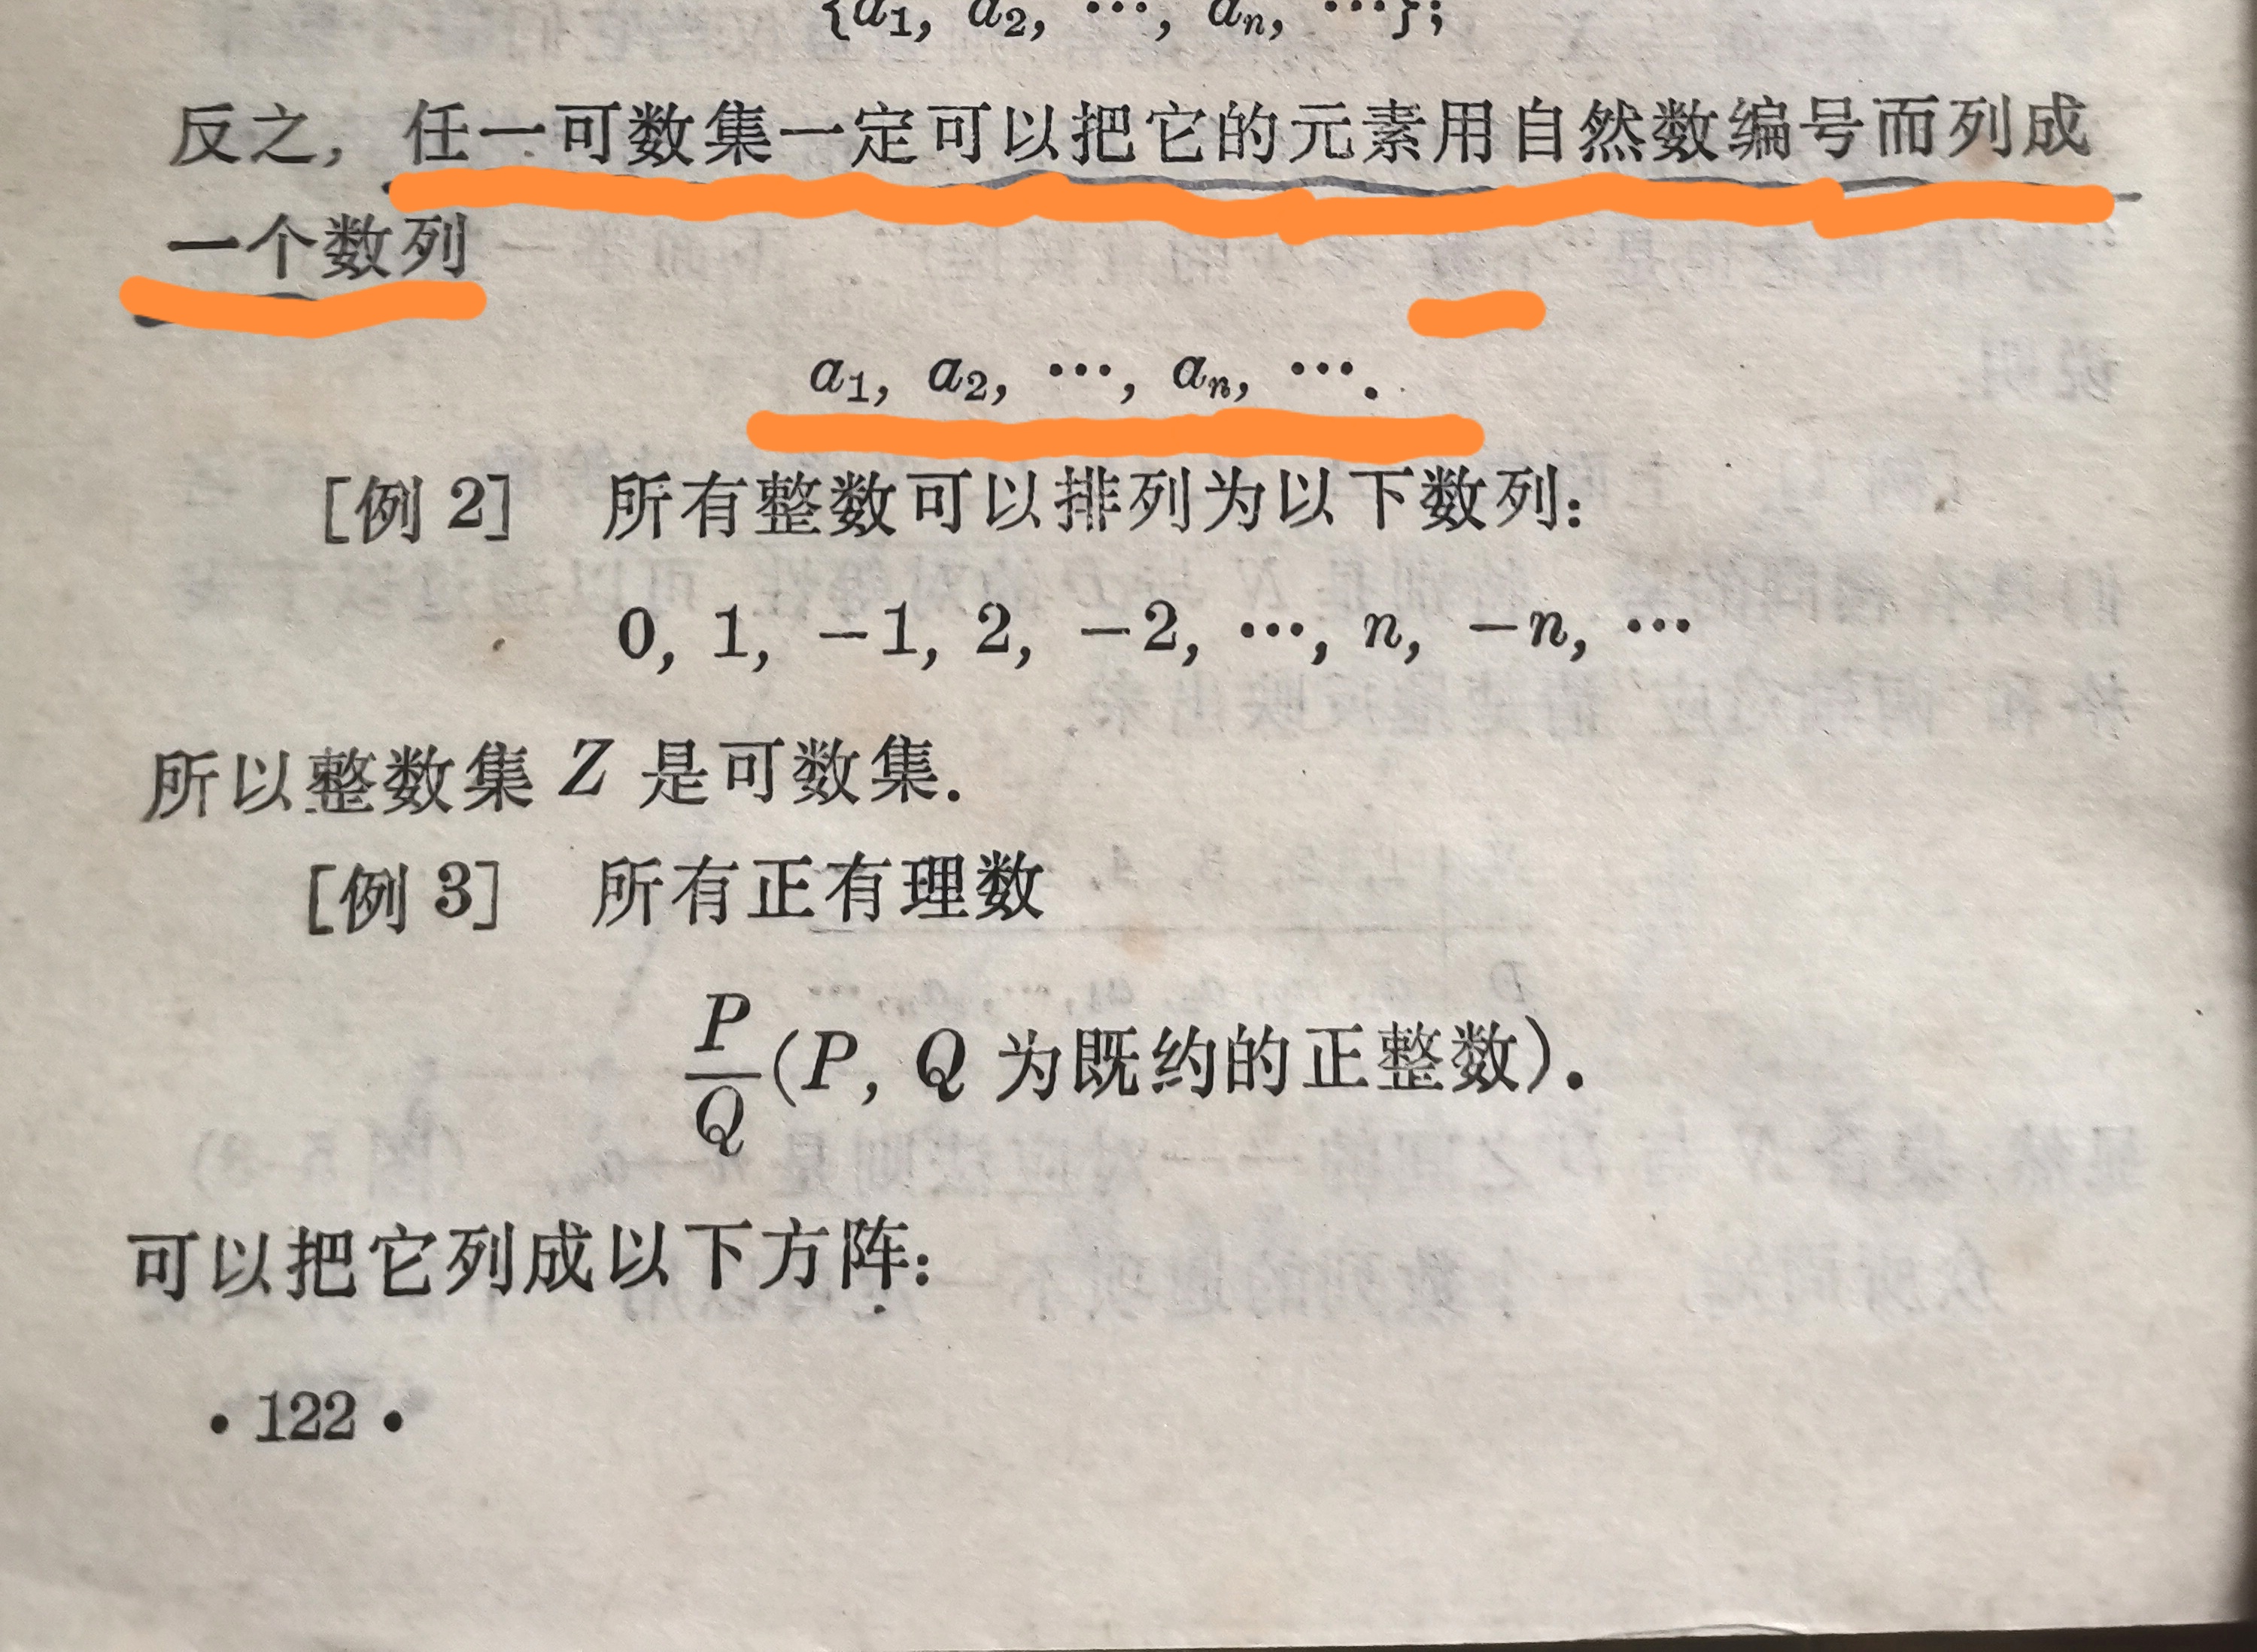 {a₁, a₂, ⋯, aₙ, ⋯};
反之, 任一可数集一定可以把它的元素用自然数编号而列成
一个数列
a₁, a₂, ⋯, aₙ, ⋯.
[例 2] 所有整数可以排列为以下数列:
0, 1, −1, 2, −2, ⋯, n, −n, ⋯
所以整数集 Z 是可数集.
[例 3] 所有正有理数
P/Q (P, Q 为既约的正整数).
可以把它列成以下方阵:
• 122 •